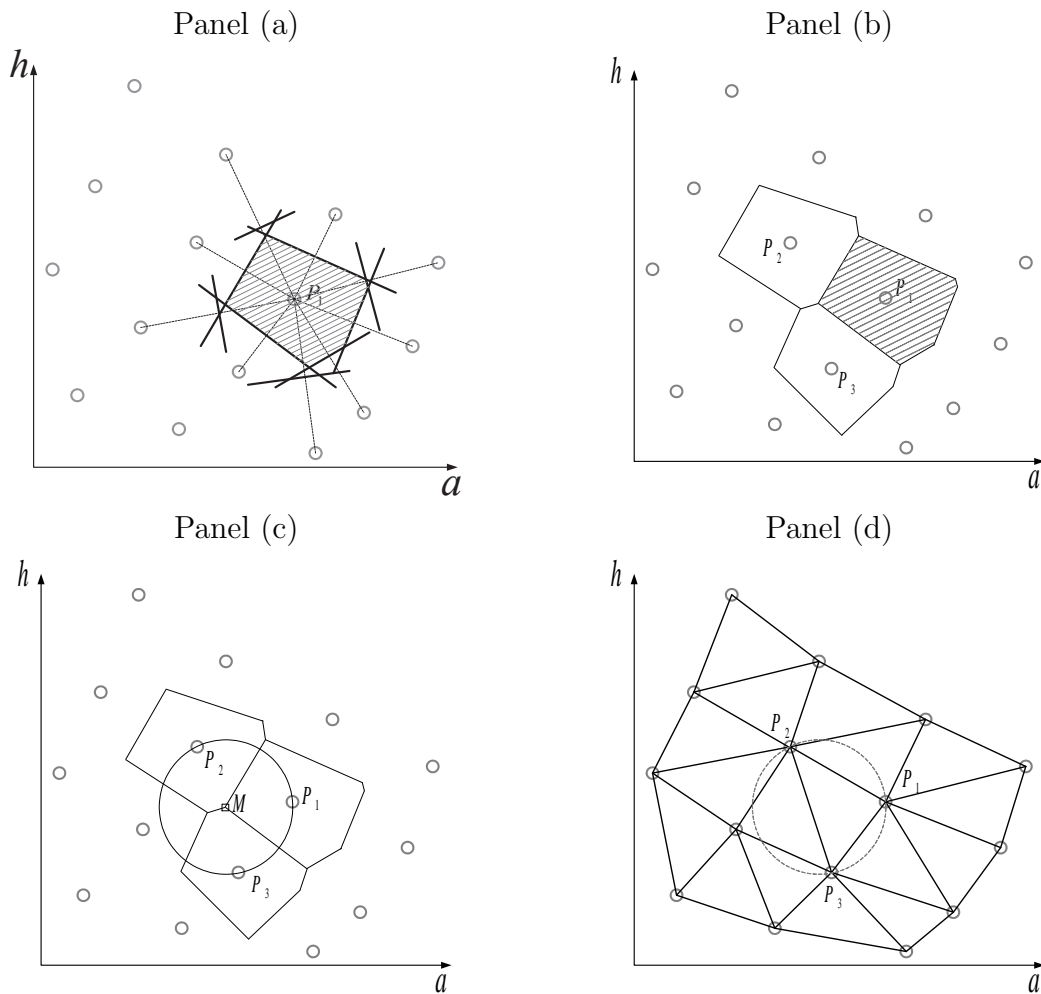 Panel (a)
h
P1
a
Panel (b)
h
P2
P1
P3
a
Panel (c)
h
P2
P1
M
P3
a
Panel (d)
h
P2
P1
P3
a